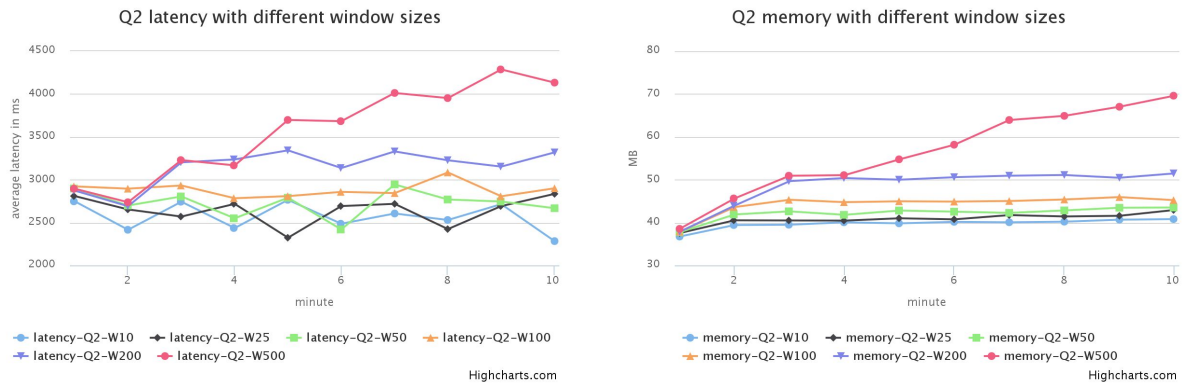 Q2 latency with different window sizes
4500
4000
3500
3000
2500
2000
average latency in ms
2 4 6 8 10
minute
latency-Q2-W10 latency-Q2-W25 latency-Q2-W50 latency-Q2-W100
latency-Q2-W200 latency-Q2-W500
Highcharts.com
Q2 memory with different window sizes
80
70
60
50
40
30
MB
2 4 6 8 10
minute
memory-Q2-W10 memory-Q2-W25 memory-Q2-W50
memory-Q2-W100 memory-Q2-W200 memory-Q2-W500
Highcharts.com